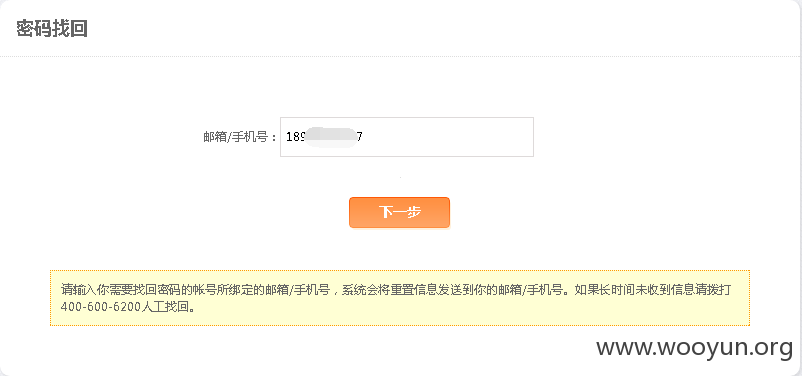 密码找回
邮箱/手机号：
189 7
下一步
请输入你需要找回密码的帐号所绑定的邮箱/手机号，系统会将重置信息发送到你的邮箱/手机号。如果长时间未收到信息请拨打
400-600-6200人工找回。
www.wooyun.org